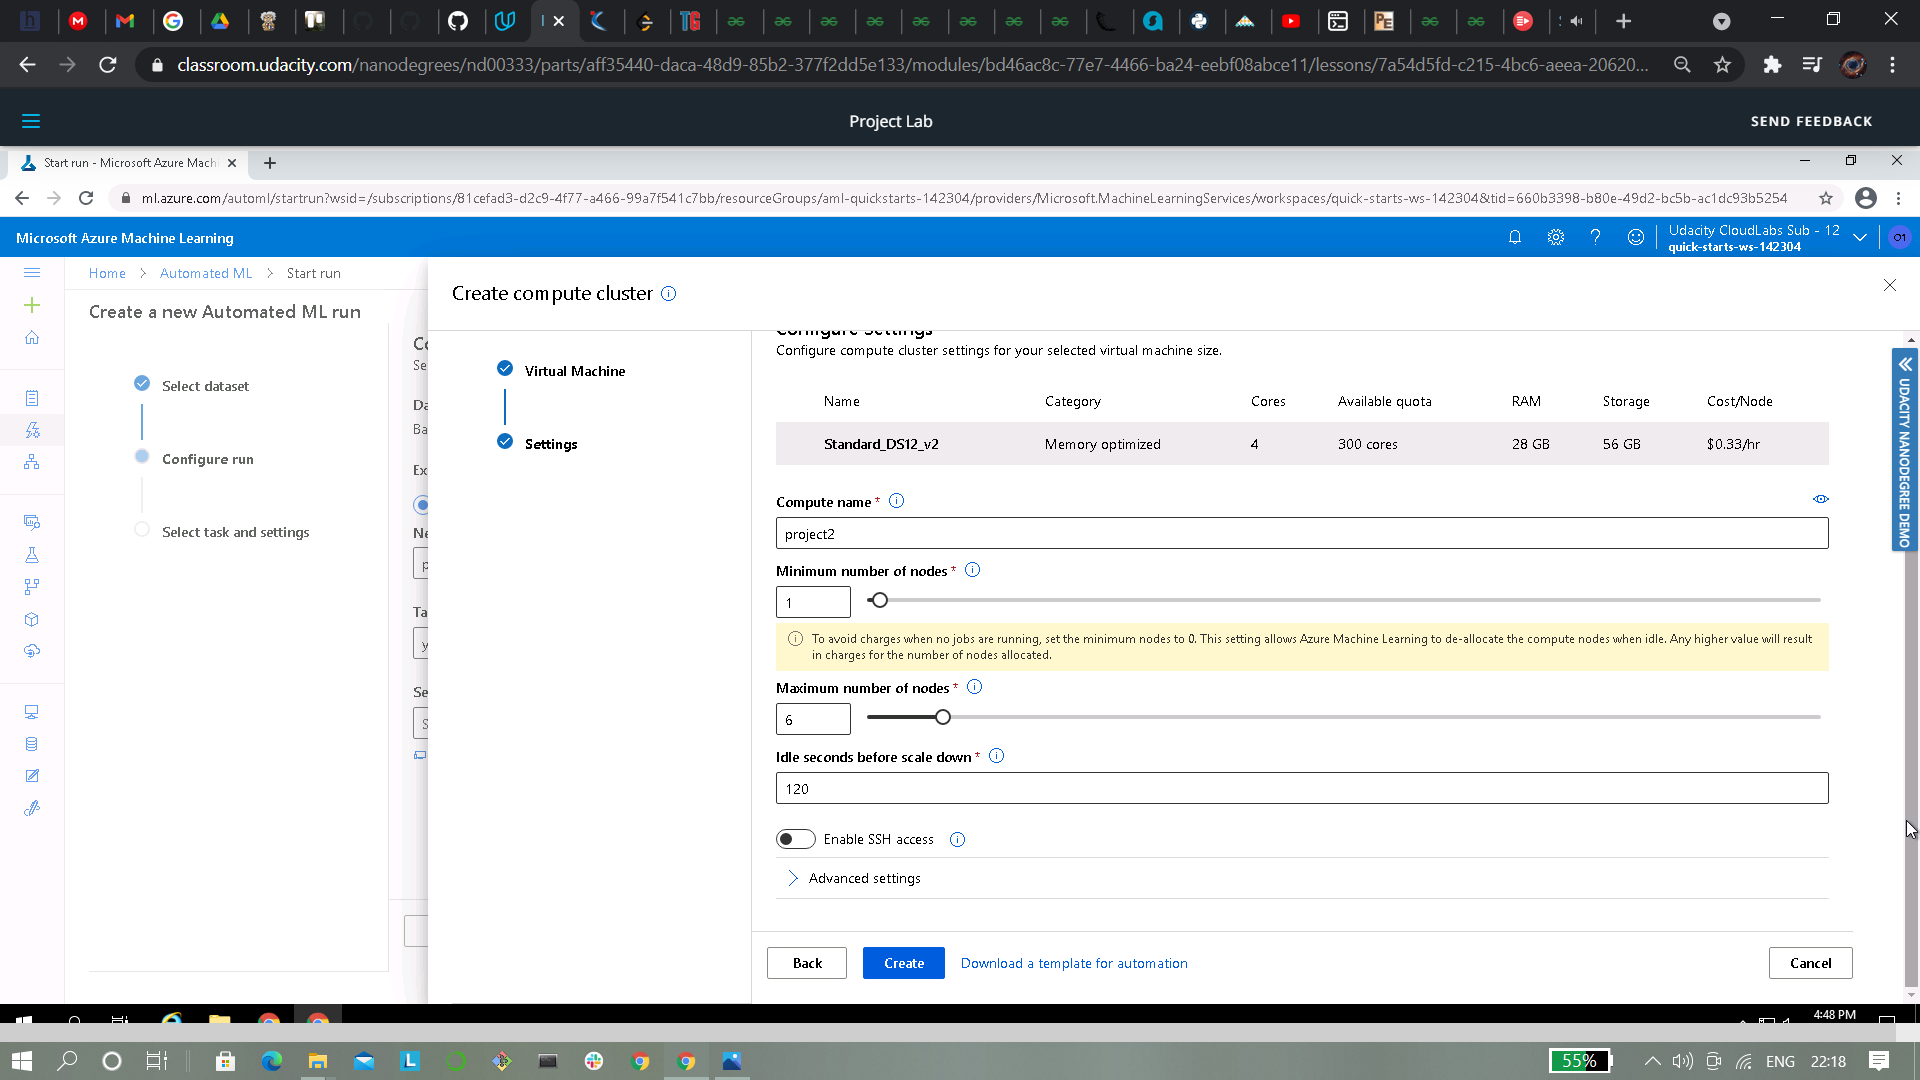 classroom.udacity.com/nanodegrees/nd00333/parts/aff35440-daca-48d9-85b2-377f2dd5e133/modules/bd46ac8c-77e7-4466-ba24-eebf08abce11/lessons/7a54d5fd-c215-4bc6-aeea-20620...
Project Lab
SEND FEEDBACK
Start run - Microsoft Azure Mach
ml.azure.com/automl/startrun?wsid=/subscriptions/81cefad3-d2c9-4f77-a466-99a7f541c7bb/resourceGroups/aml-quickstarts-142304/providers/Microsoft.MachineLearningServices/workspaces/quick-starts-ws-142304&tid=660b3398-b80e-49d2-bc5b-ac1dc93b5254
Microsoft Azure Machine Learning
Udacity CloudLabs Sub - 12
quick-starts-ws-142304
O1
Home > Automated ML > Start run
Create a new Automated ML run
Select dataset
Configure run
Select task and settings
Create compute cluster
Virtual Machine
Settings
Configure Settings
Configure compute cluster settings for your selected virtual machine size.
Name Category Cores Available quota RAM Storage Cost/Node
Standard_DS12_v2 Memory optimized 4 300 cores 28 GB 56 GB $0.33/hr
Compute name *
project2
Minimum number of nodes *
1
To avoid charges when no jobs are running, set the minimum nodes to 0. This setting allows Azure Machine Learning to de-allocate the compute nodes when idle. Any higher value will result
in charges for the number of nodes allocated.
Maximum number of nodes *
6
Idle seconds before scale down *
120
Enable SSH access
Advanced settings
Back
Create
Download a template for automation
Cancel
UDACITY NANODEGREE DEMO
4:48 PM
55%
ENG
22:18